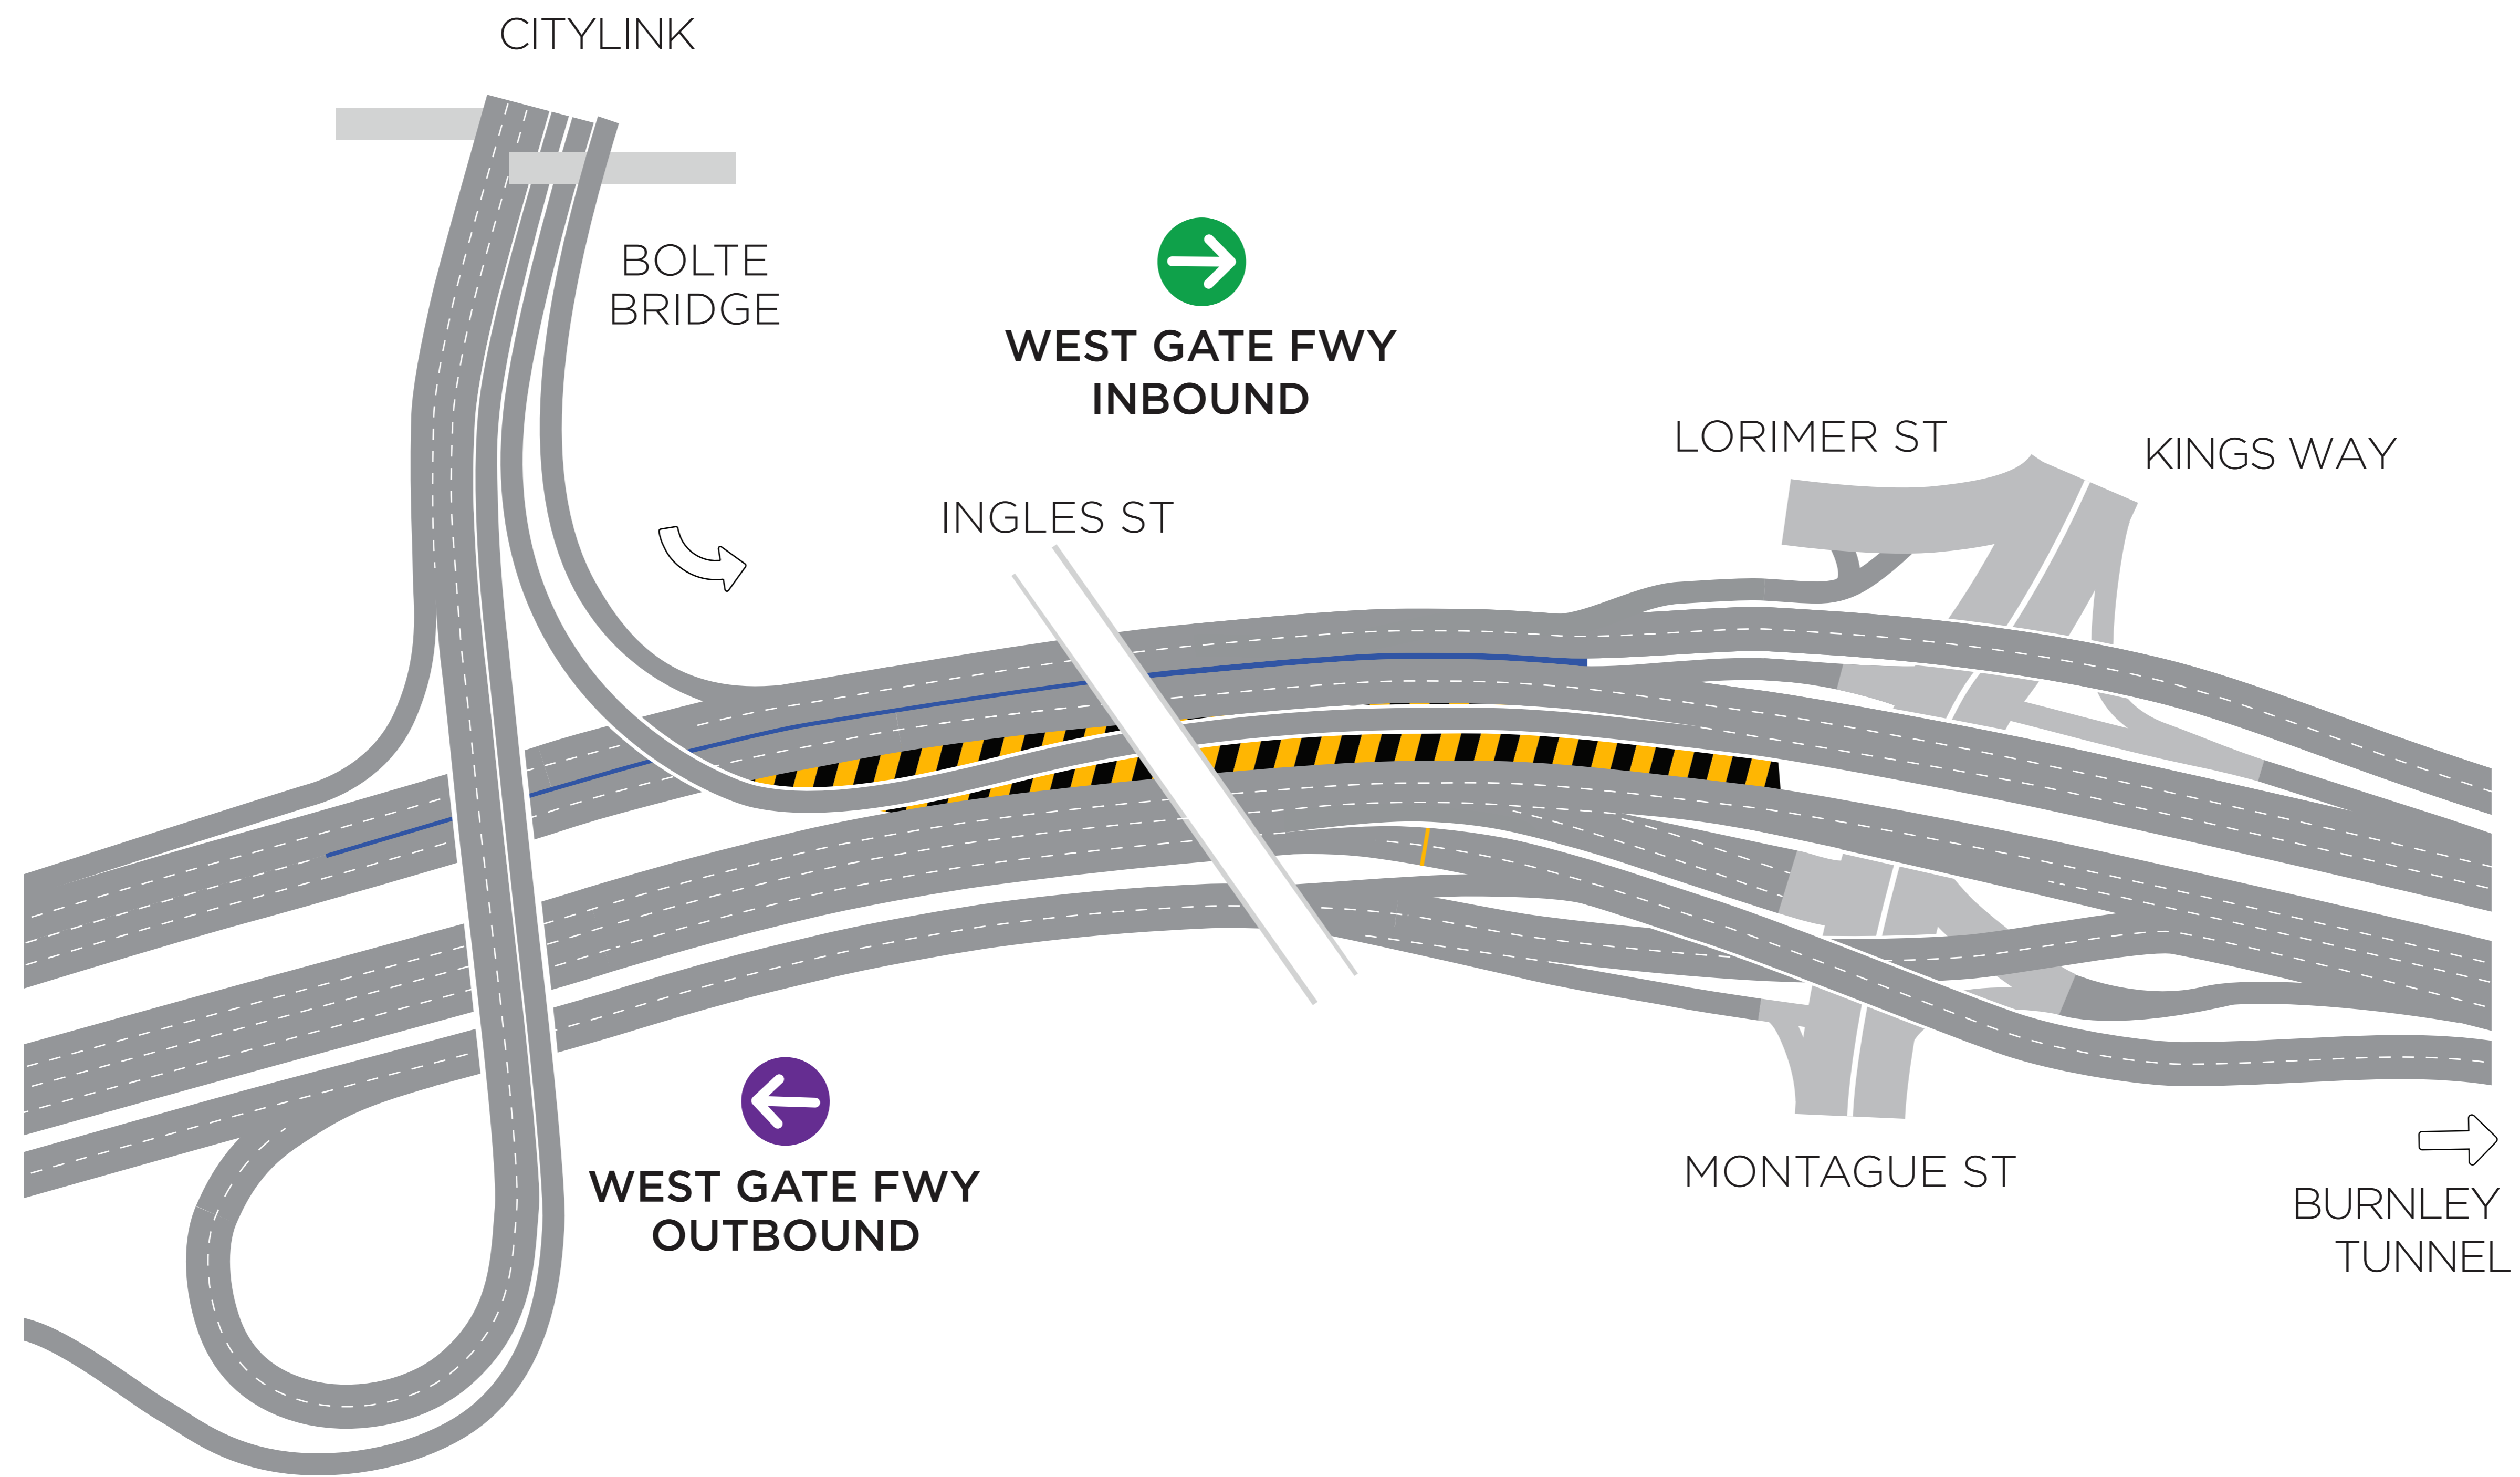 CITYLINK
BOLTE
BRIDGE
WEST GATE FWY
INBOUND
LORIMER ST
KINGS WAY
INGLES ST
WEST GATE FWY
OUTBOUND
MONTAGUE ST
BURNLEY
TUNNEL